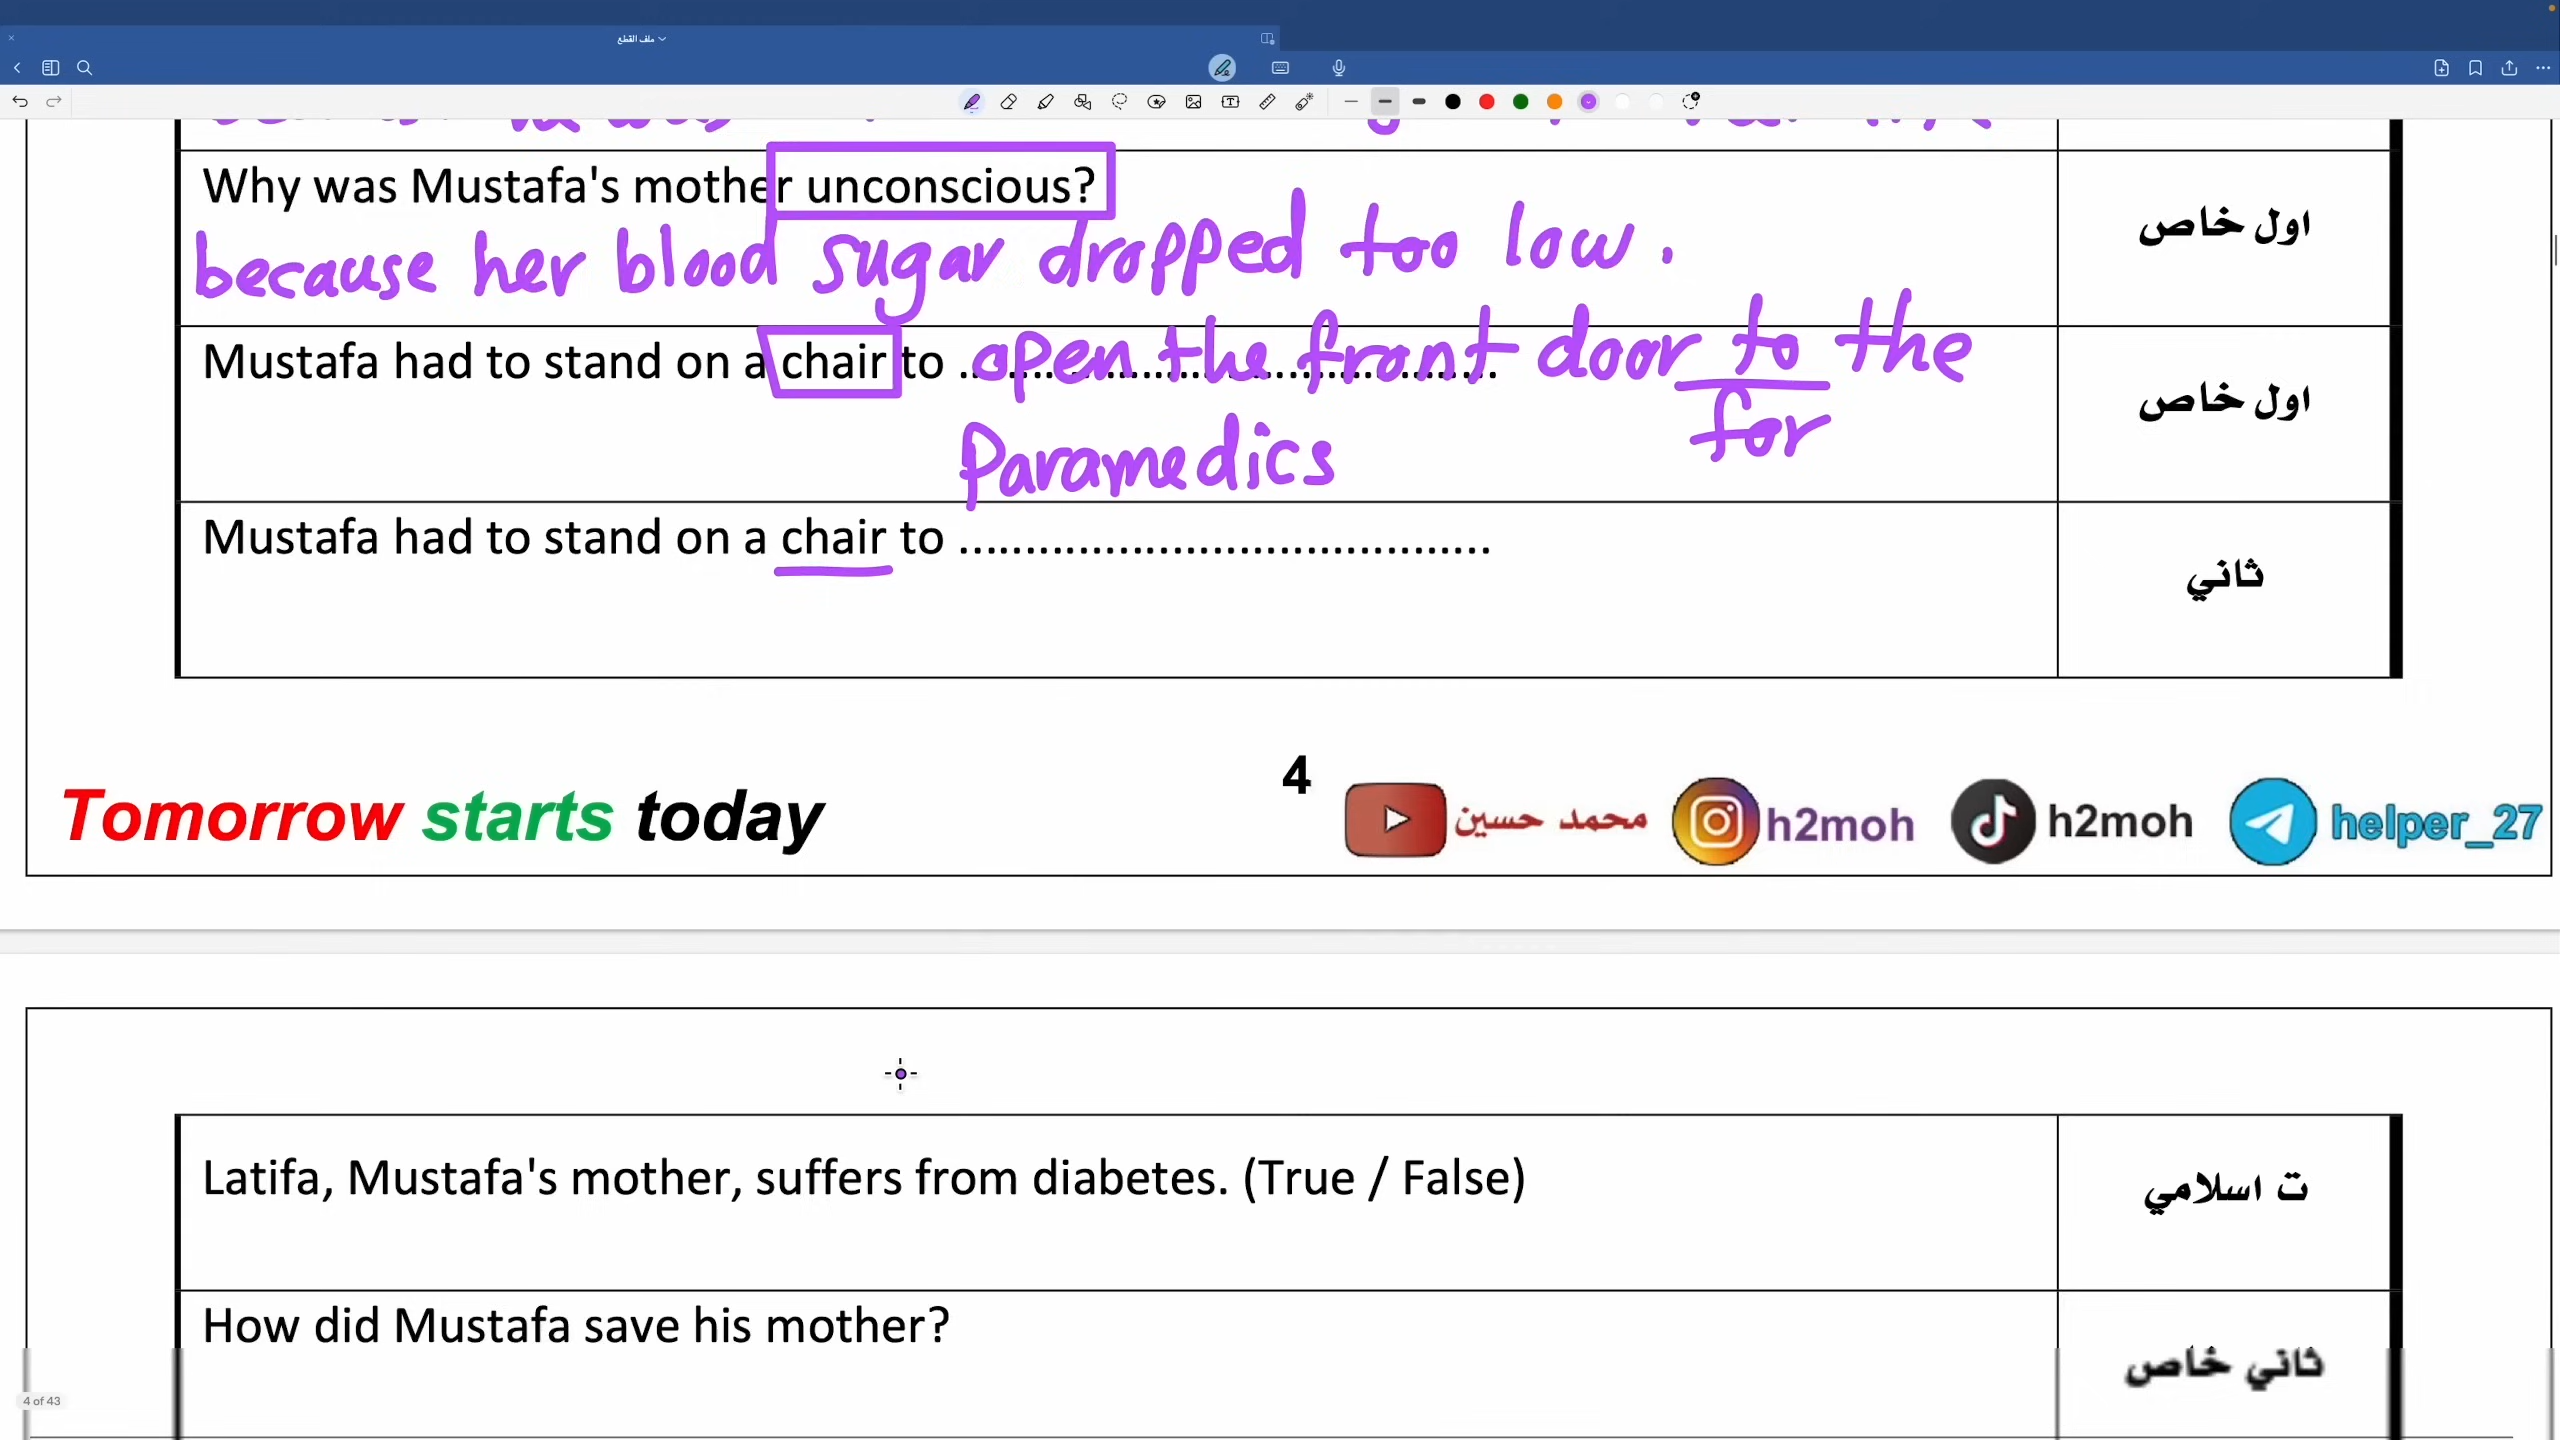 ملف القطع
Why was Mustafa's mother unconscious?
because her blood sugar dropped too low.
اول خاص
Mustafa had to stand on a chair to ........................................ open the front door to the
for
Paramedics
اول خاص
Mustafa had to stand on a chair to ........................................
ثاني
Tomorrow starts today
4
محمد حسين
h2moh
h2moh
helper_27
Latifa, Mustafa's mother, suffers from diabetes. (True / False)
ت اسلامي
How did Mustafa save his mother?
ثاني خاص
4 of 43